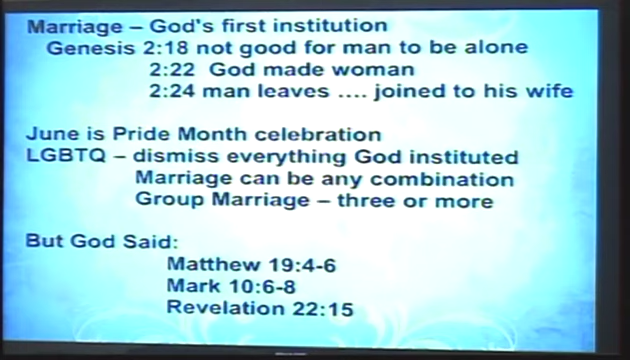 Marriage – God's first institution
Genesis 2:18 not good for man to be alone
2:22 God made woman
2:24 man leaves .... joined to his wife
June is Pride Month celebration
LGBTQ – dismiss everything God instituted
Marriage can be any combination
Group Marriage – three or more
But God Said:
Matthew 19:4-6
Mark 10:6-8
Revelation 22:15